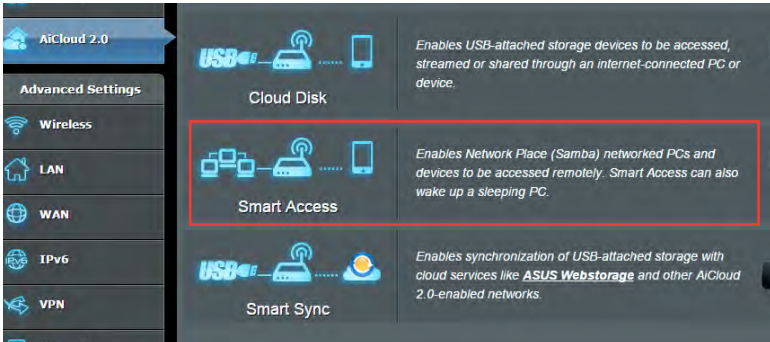 AiCloud 2.0
Advanced Settings
Wireless
LAN
WAN
IPv6
IPv6
VPN
USB
Cloud Disk
Enables USB-attached storage devices to be accessed,
streamed or shared through an internet-connected PC or
device.
Smart Access
Enables Network Place (Samba) networked PCs and
devices to be accessed remotely. Smart Access can also
wake up a sleeping PC.
USB
Smart Sync
Enables synchronization of USB-attached storage with
cloud services like ASUS Webstorage and other AiCloud
2.0-enabled networks.